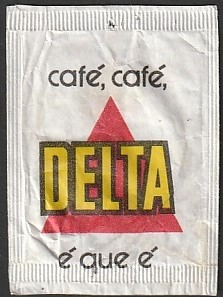 café, café,
DELTA
é que é